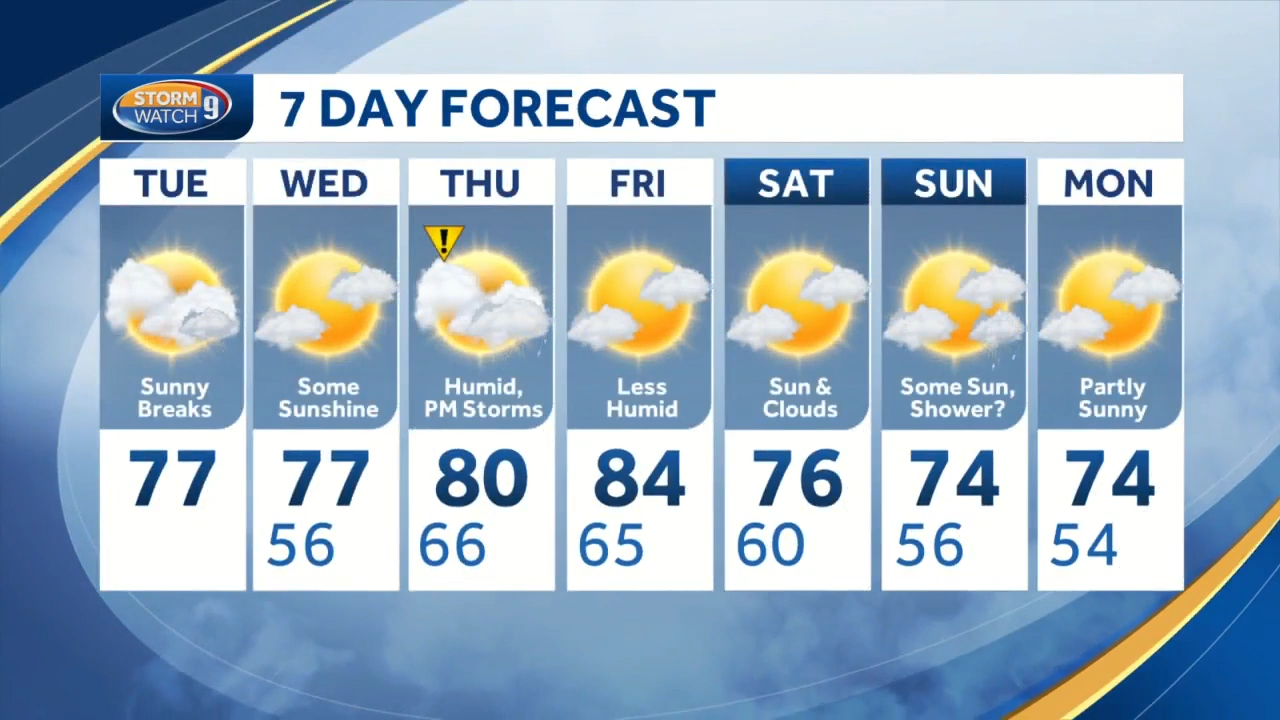 STORM
WATCH 9
7 DAY FORECAST
TUE WED THU FRI SAT SUN MON
!
Sunny
Breaks
Some
Sunshine
Humid,
PM Storms
Less
Humid
Sun &
Clouds
Some Sun,
Shower?
Partly
Sunny
77 77 80 84 76 74 74
56 66 65 60 56 54